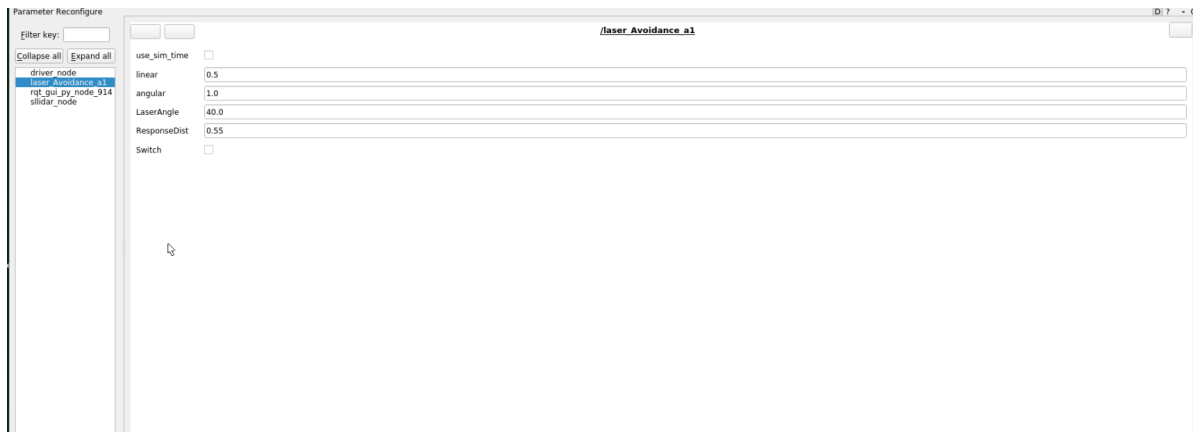 Parameter Reconfigure
D ? -
Filter key:
Collapse all Expand all
driver_node
laser_Avoidance_a1
rqt_gui_py_node_914
sllidar_node
/laser_Avoidance_a1
use_sim_time
linear 0.5
angular 1.0
LaserAngle 40.0
ResponseDist 0.55
Switch